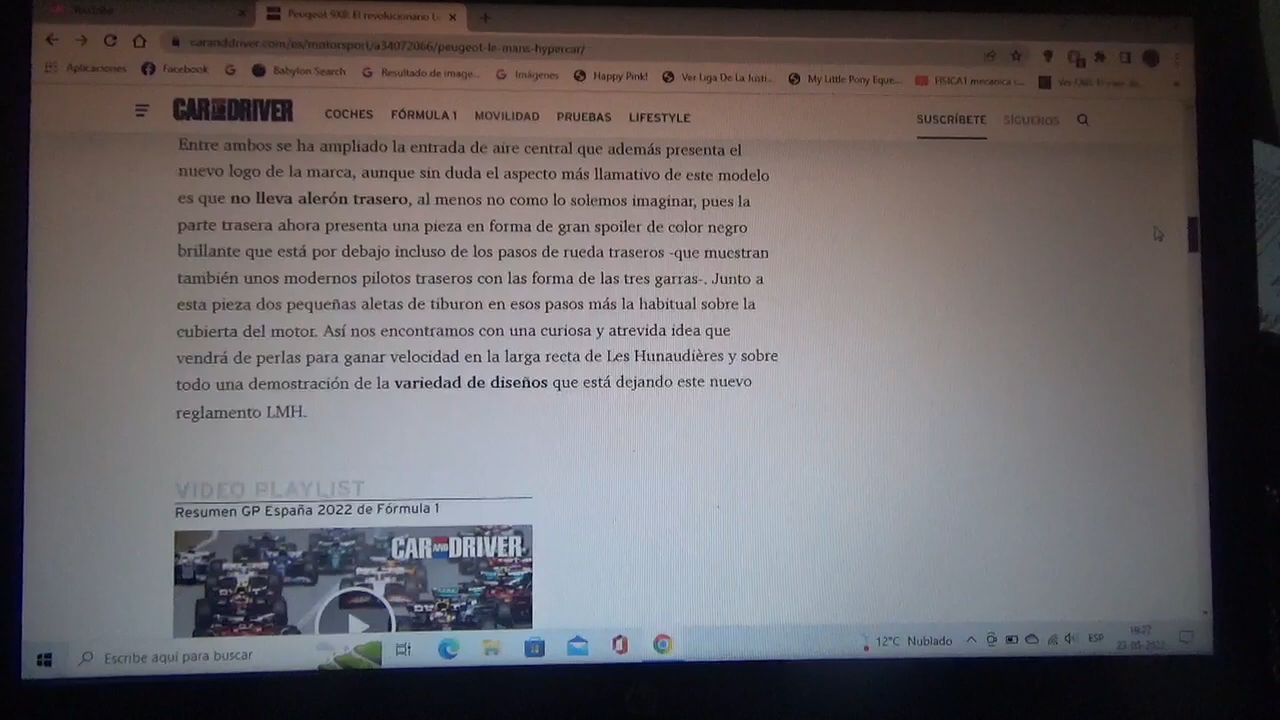 YouTube
Peugeot 9X8: El revolucionario L
caranddriver.com/es/motorsport/a34072066/peugeot-le-mans-hypercar/
Aplicaciones Facebook Babylon Search Resultado de image... Imágenes Happy Pink! Ver Liga De La Justi... My Little Pony Eque... FISICA1 mecanica
CAR AND DRIVER COCHES FÓRMULA 1 MOVILIDAD PRUEBAS LIFESTYLE SUSCRÍBETE SÍGUENOS
Entre ambos se ha ampliado la entrada de aire central que además presenta el
nuevo logo de la marca, aunque sin duda el aspecto más llamativo de este modelo
es que no lleva alerón trasero, al menos no como lo solemos imaginar, pues la
parte trasera ahora presenta una pieza en forma de gran spoiler de color negro
brillante que está por debajo incluso de los pasos de rueda traseros -que muestran
también unos modernos pilotos traseros con las forma de las tres garras-. Junto a
esta pieza dos pequeñas aletas de tiburon en esos pasos más la habitual sobre la
cubierta del motor. Así nos encontramos con una curiosa y atrevida idea que
vendrá de perlas para ganar velocidad en la larga recta de Les Hunaudières y sobre
todo una demostración de la variedad de diseños que está dejando este nuevo
reglamento LMH.
VIDEO PLAYLIST
Resumen GP España 2022 de Fórmula 1
CAR AND DRIVER
Escribe aquí para buscar 12°C Nublado ESP 19:27
23-05-2022